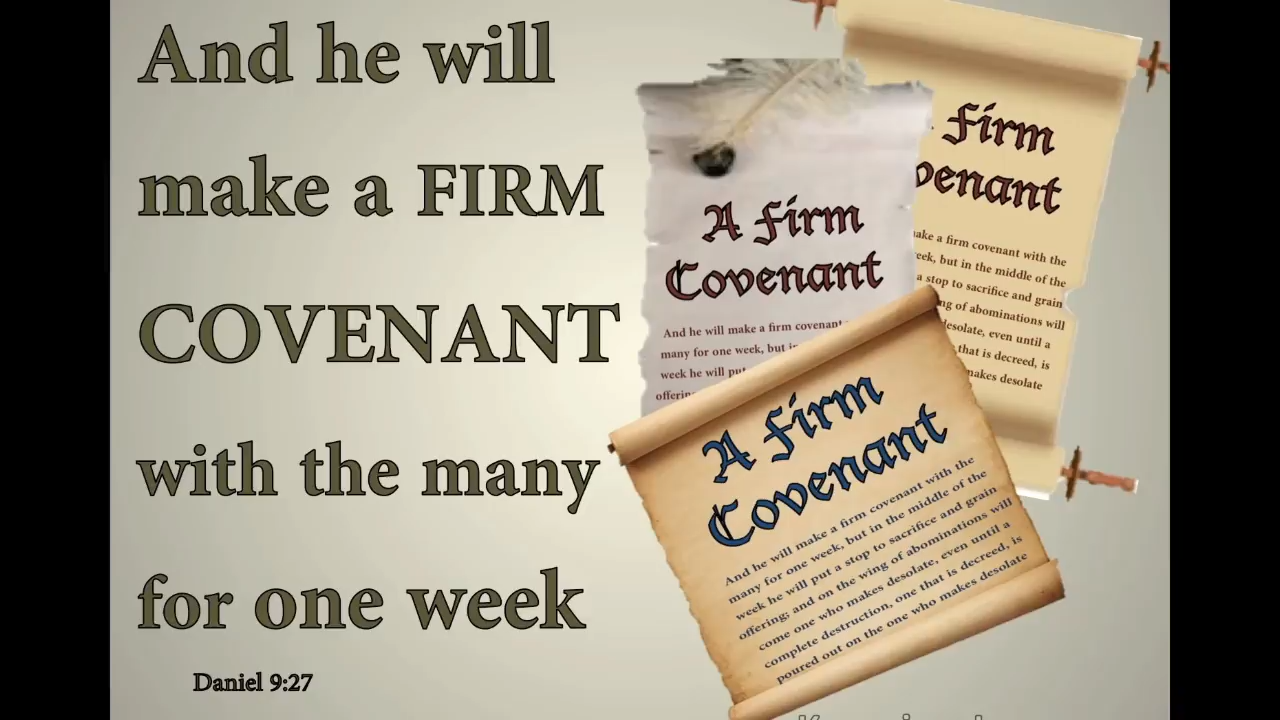 And he will
make a FIRM
COVENANT
with the many
for one week
Daniel 9:27
Firm
venant
ake a firm covenant with the
eek, but in the middle of the
a stop to sacrifice and grain
ng of abominations will
desolate, even until a
that is decreed, is
makes desolate
A Firm
Covenant
And he will make a firm covenant
many for one week, but in
week he will put
offering
A Firm
Covenant
And he will make a firm covenant with the
many for one week, but in the middle of the
week he will put a stop to sacrifice and grain
offering; and on the wing of abominations will
come one who makes desolate, even until a
complete destruction, one that is decreed, is
poured out on the one who makes desolate